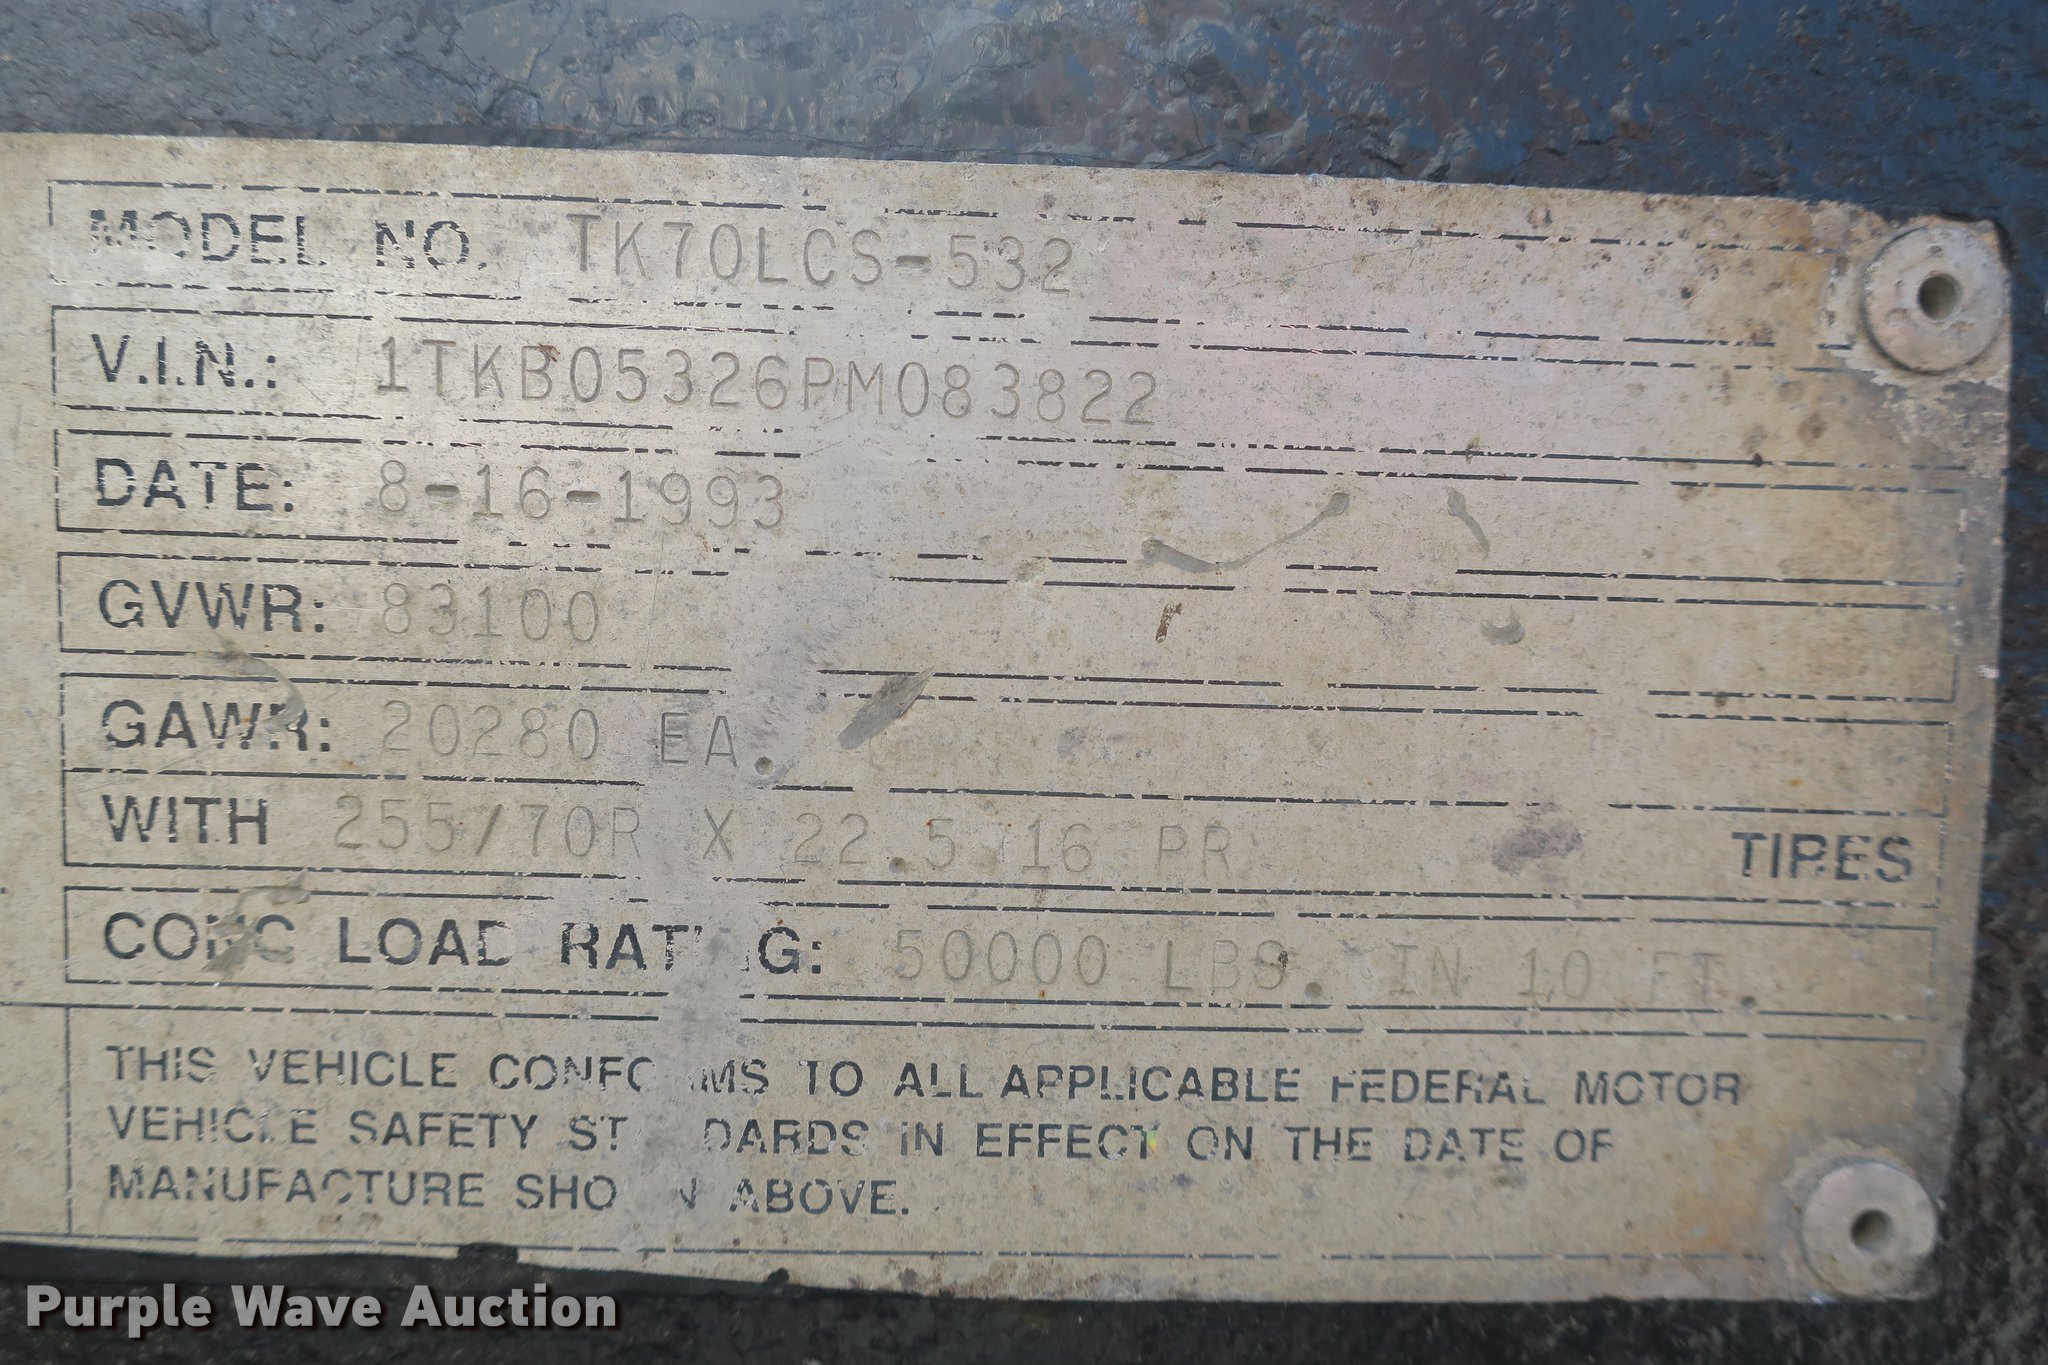 MODEL NO. TK70LCS-532
V.I.N.: 1TKB05326PM083822
DATE: 8-16-1993
GVWR: 83100
GAWR: 20280 EA.
WITH 255/70R X 22.5 16 PR TIRES
CONC LOAD RATING: 50000 LBS. IN 10 FT.
THIS VEHICLE CONFORMS TO ALL APPLICABLE FEDERAL MOTOR
VEHICLE SAFETY STANDARDS IN EFFECT ON THE DATE OF
MANUFACTURE SHOWN ABOVE.
Purple Wave Auction